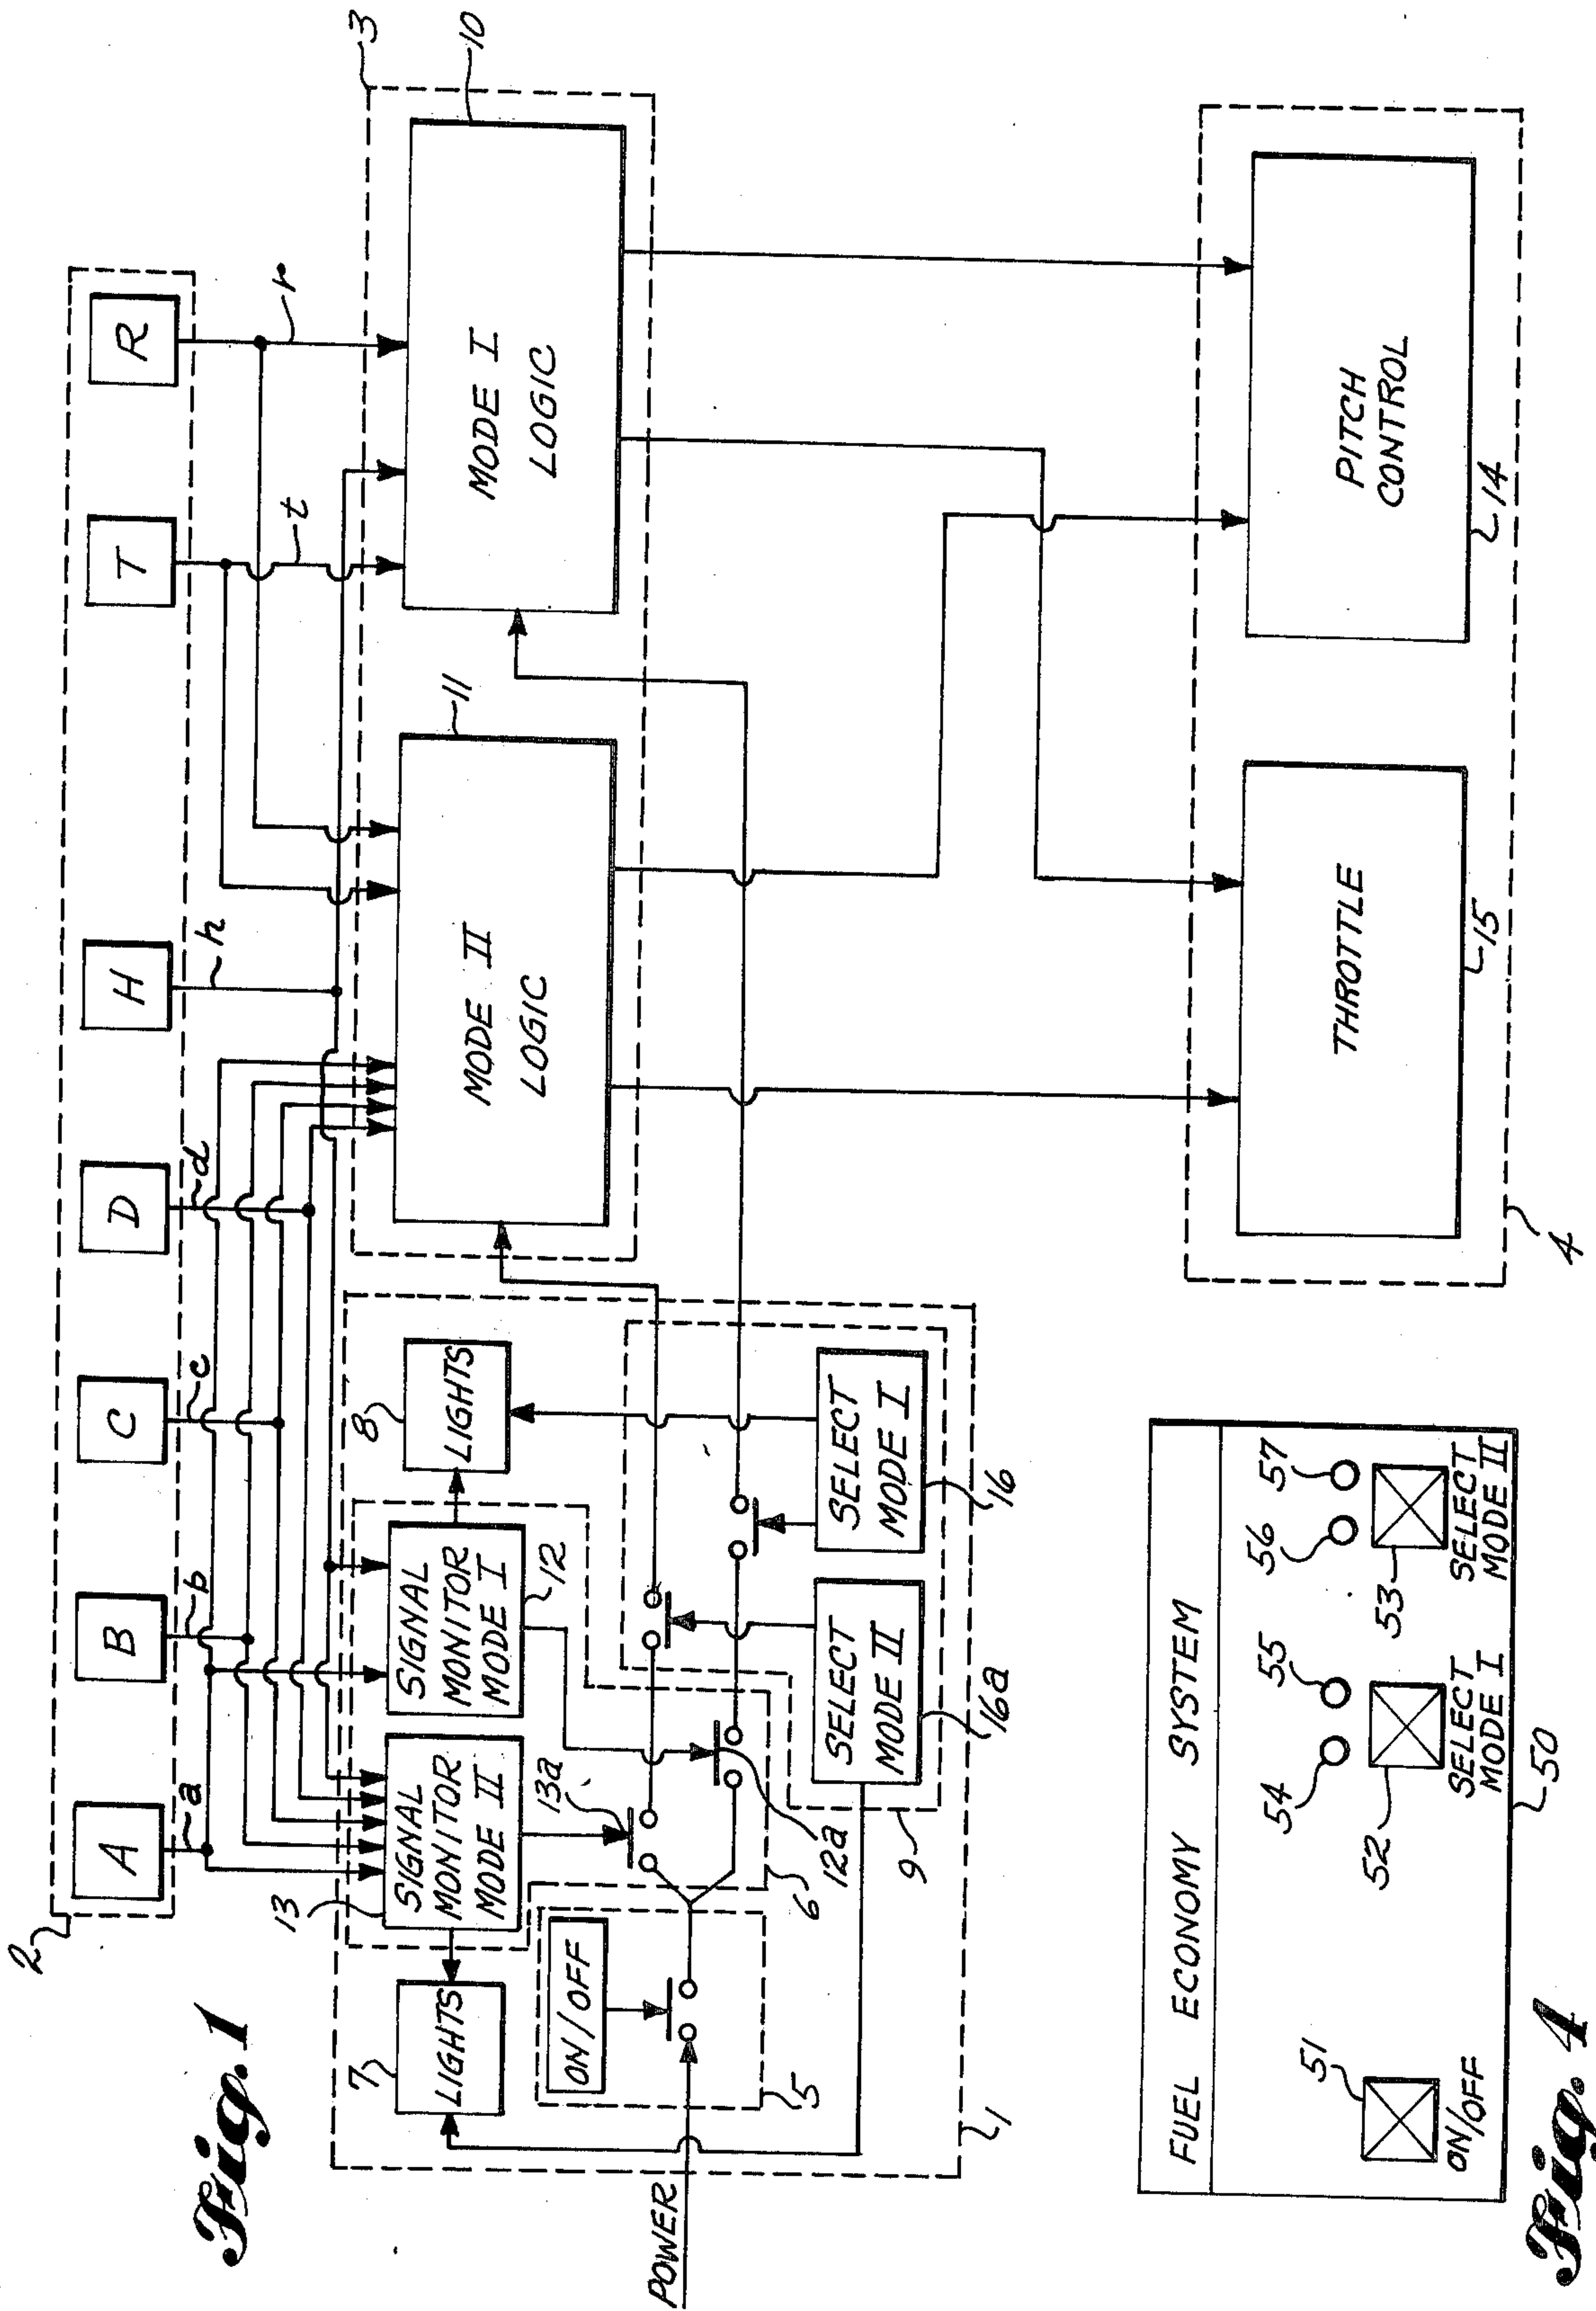 Fig. 1
2
A
B
C
D
H
T
R
a
b
c
d
h
t
r
3
10
11
MODE I
LOGIC
MODE II
LOGIC
13
SIGNAL
MONITOR
MODE II
SIGNAL
MONITOR
MODE I
12
7
LIGHTS
8
LIGHTS
ON/OFF
5
13a
12a
6
9
SELECT
MODE II
16a
SELECT
MODE I
16
POWER
1
THROTTLE
15
PITCH
CONTROL
14
4
Fig. 4
FUEL ECONOMY SYSTEM
51
ON/OFF
54
55
52
SELECT
MODE I
56
57
53
SELECT
MODE II
50